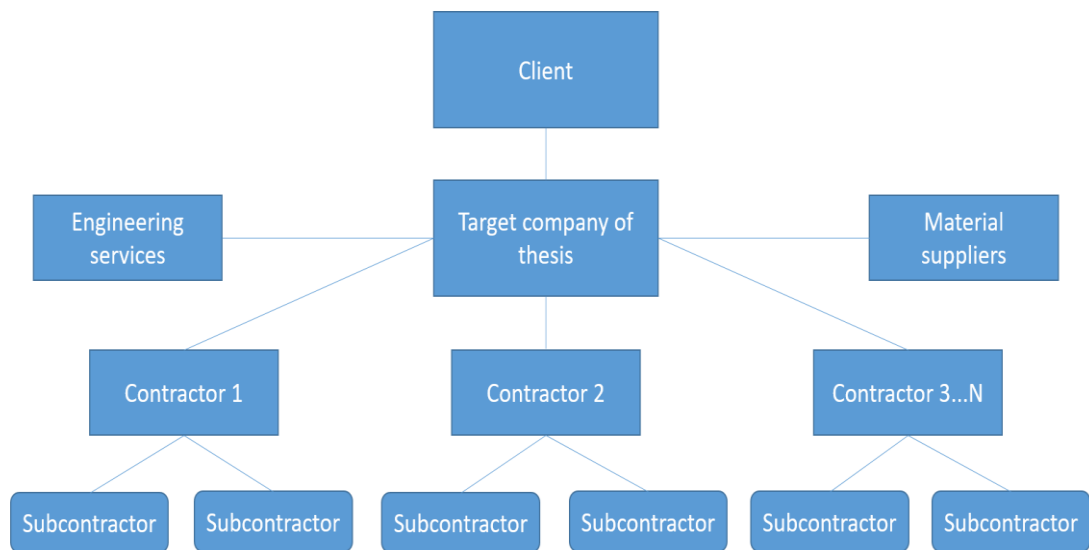 Client
Engineering
services
Target company of
thesis
Material
suppliers
Contractor 1
Contractor 2
Contractor 3...N
Subcontractor
Subcontractor
Subcontractor
Subcontractor
Subcontractor
Subcontractor